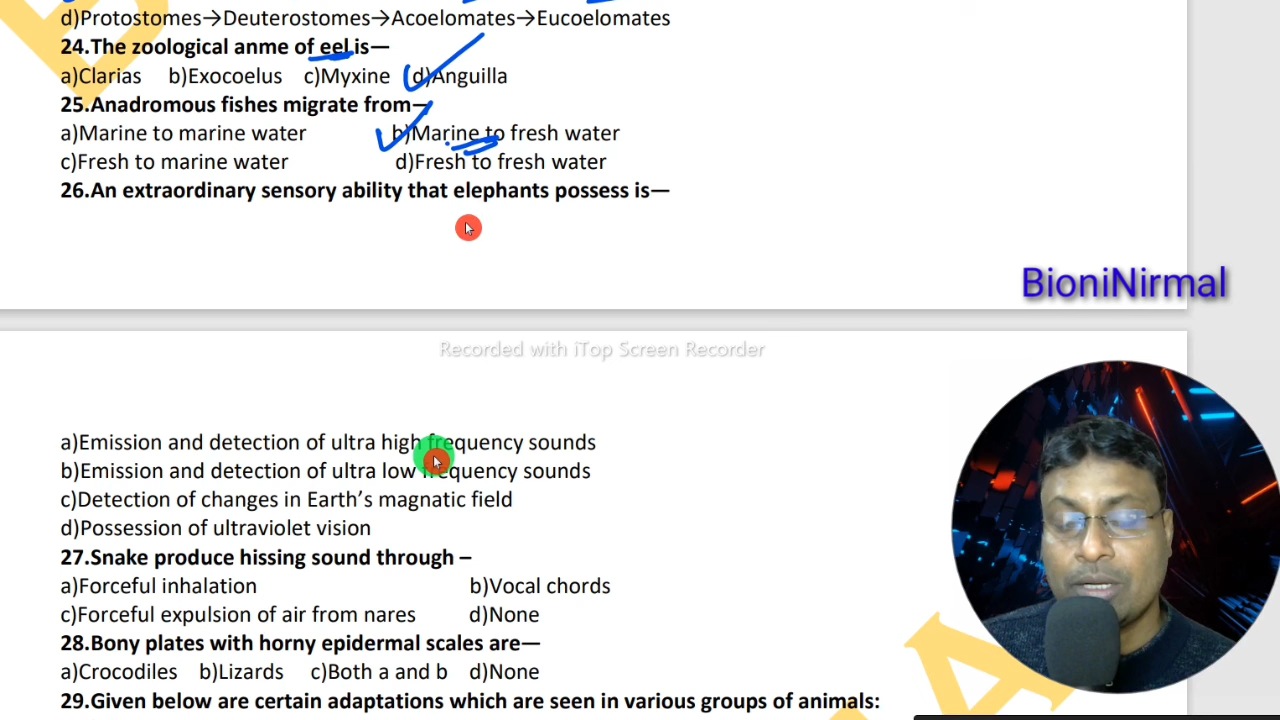 d)Protostomes→Deuterostomes→Acoelomates→Eucoelomates
24.The zoological anme of eel is—
a)Clarias b)Exocoelus c)Myxine d)Anguilla
25.Anadromous fishes migrate from—
a)Marine to marine water b)Marine to fresh water
c)Fresh to marine water d)Fresh to fresh water
26.An extraordinary sensory ability that elephants possess is—
BioniNirmal
Recorded with iTop Screen Recorder
a)Emission and detection of ultra high frequency sounds
b)Emission and detection of ultra low frequency sounds
c)Detection of changes in Earth's magnatic field
d)Possession of ultraviolet vision
27.Snake produce hissing sound through –
a)Forceful inhalation b)Vocal chords
c)Forceful expulsion of air from nares d)None
28.Bony plates with horny epidermal scales are—
a)Crocodiles b)Lizards c)Both a and b d)None
29.Given below are certain adaptations which are seen in various groups of animals: